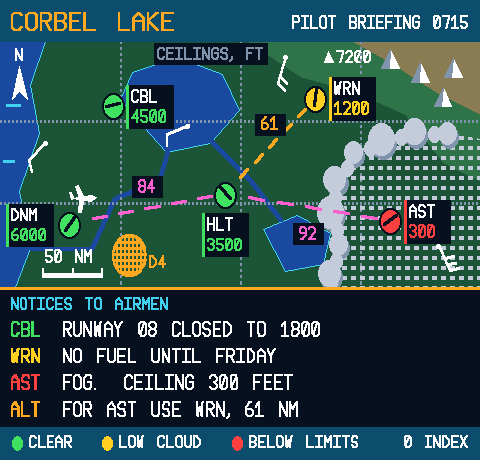 CORBEL LAKE
PILOT BRIEFING 0715
CEILINGS, FT
N
▲7200
CBL
4500
WRN
1200
61
84
DNM
6000
HLT
3500
AST
300
92
50 NM
D4
NOTICES TO AIRMEN
CBL RUNWAY 08 CLOSED TO 1800
WRN NO FUEL UNTIL FRIDAY
AST FOG. CEILING 300 FEET
ALT FOR AST USE WRN, 61 NM
CLEAR LOW CLOUD BELOW LIMITS 0 INDEX